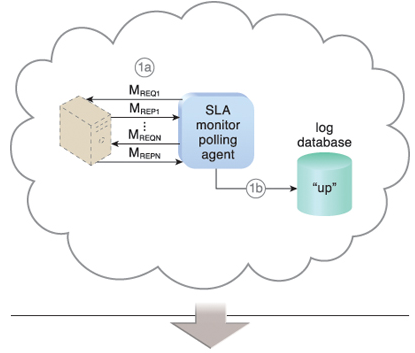 1a
MREQ1
MREP1
⋮
MREQN
MREPN
SLA
monitor
polling
agent
log
database
“up”
1b